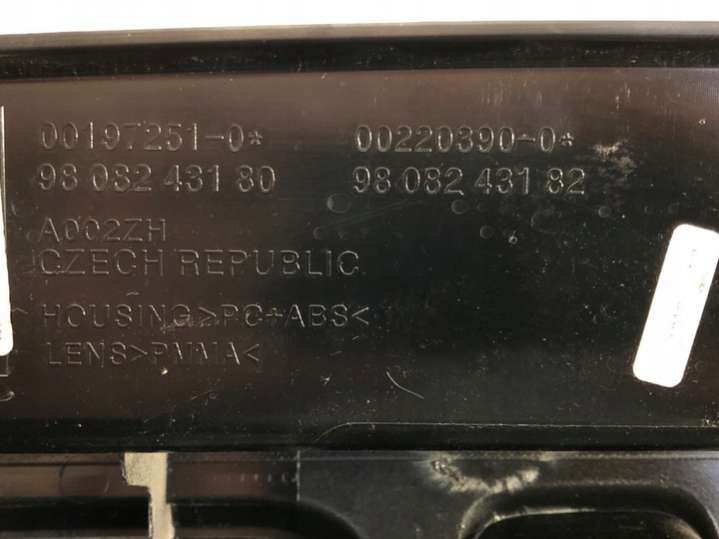 00197251-0* 00220390-0*
98 082 431 80 98 082 431 82
A002ZH
CZECH REPUBLIC
HOUSING>PC+ABS<
LENS>PMMA<